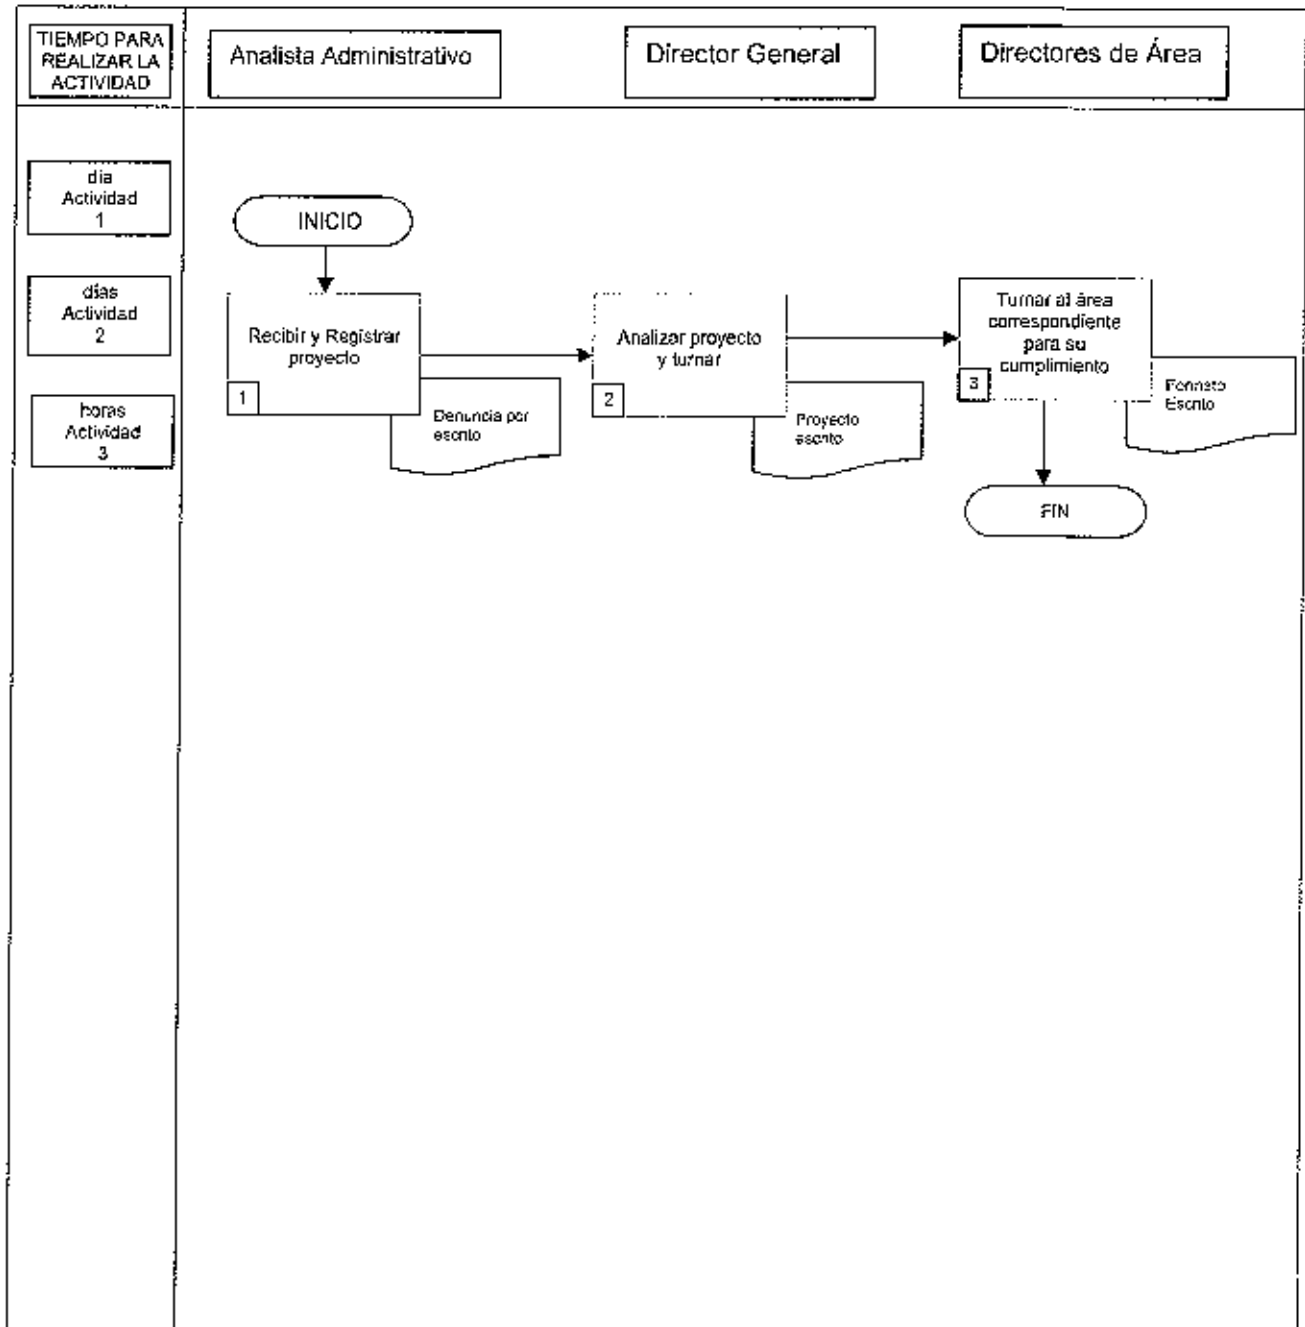 TIEMPO PARA
REALIZAR LA
ACTIVIDAD
Analista Administrativo
Director General
Directores de Área
día
Actividad
1
días
Actividad
2
horas
Actividad
3
INICIO
Recibir y Registrar
proyecto
1
Denuncia por
escrito
Analizar proyecto
y turnar
2
Proyecto
escrito
Turnar al área
correspondiente
para su
cumplimiento
3
Formato
Escrito
FIN